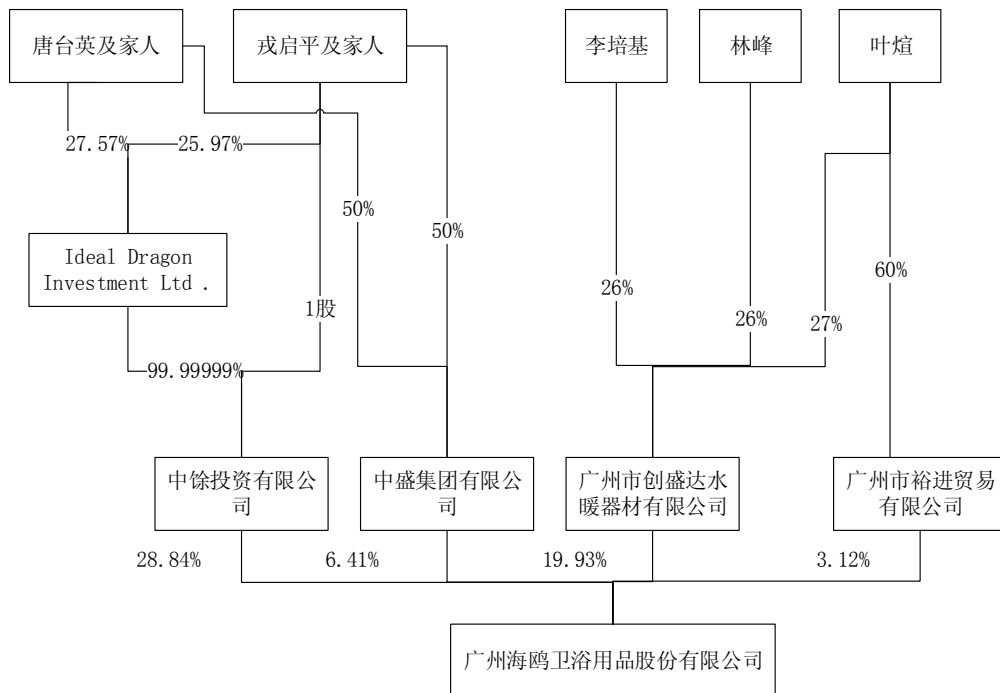 唐台英及家人
戎启平及家人
李培基
林峰
叶煊
27.57%
25.97%
50%
50%
Ideal Dragon
Investment Ltd .
1股
26%
26%
27%
60%
99.99999%
中馀投资有限公
司
中盛集团有限公
司
广州市创盛达水
暖器材有限公司
广州市裕进贸易
有限公司
28.84%
6.41%
19.93%
3.12%
广州海鸥卫浴用品股份有限公司